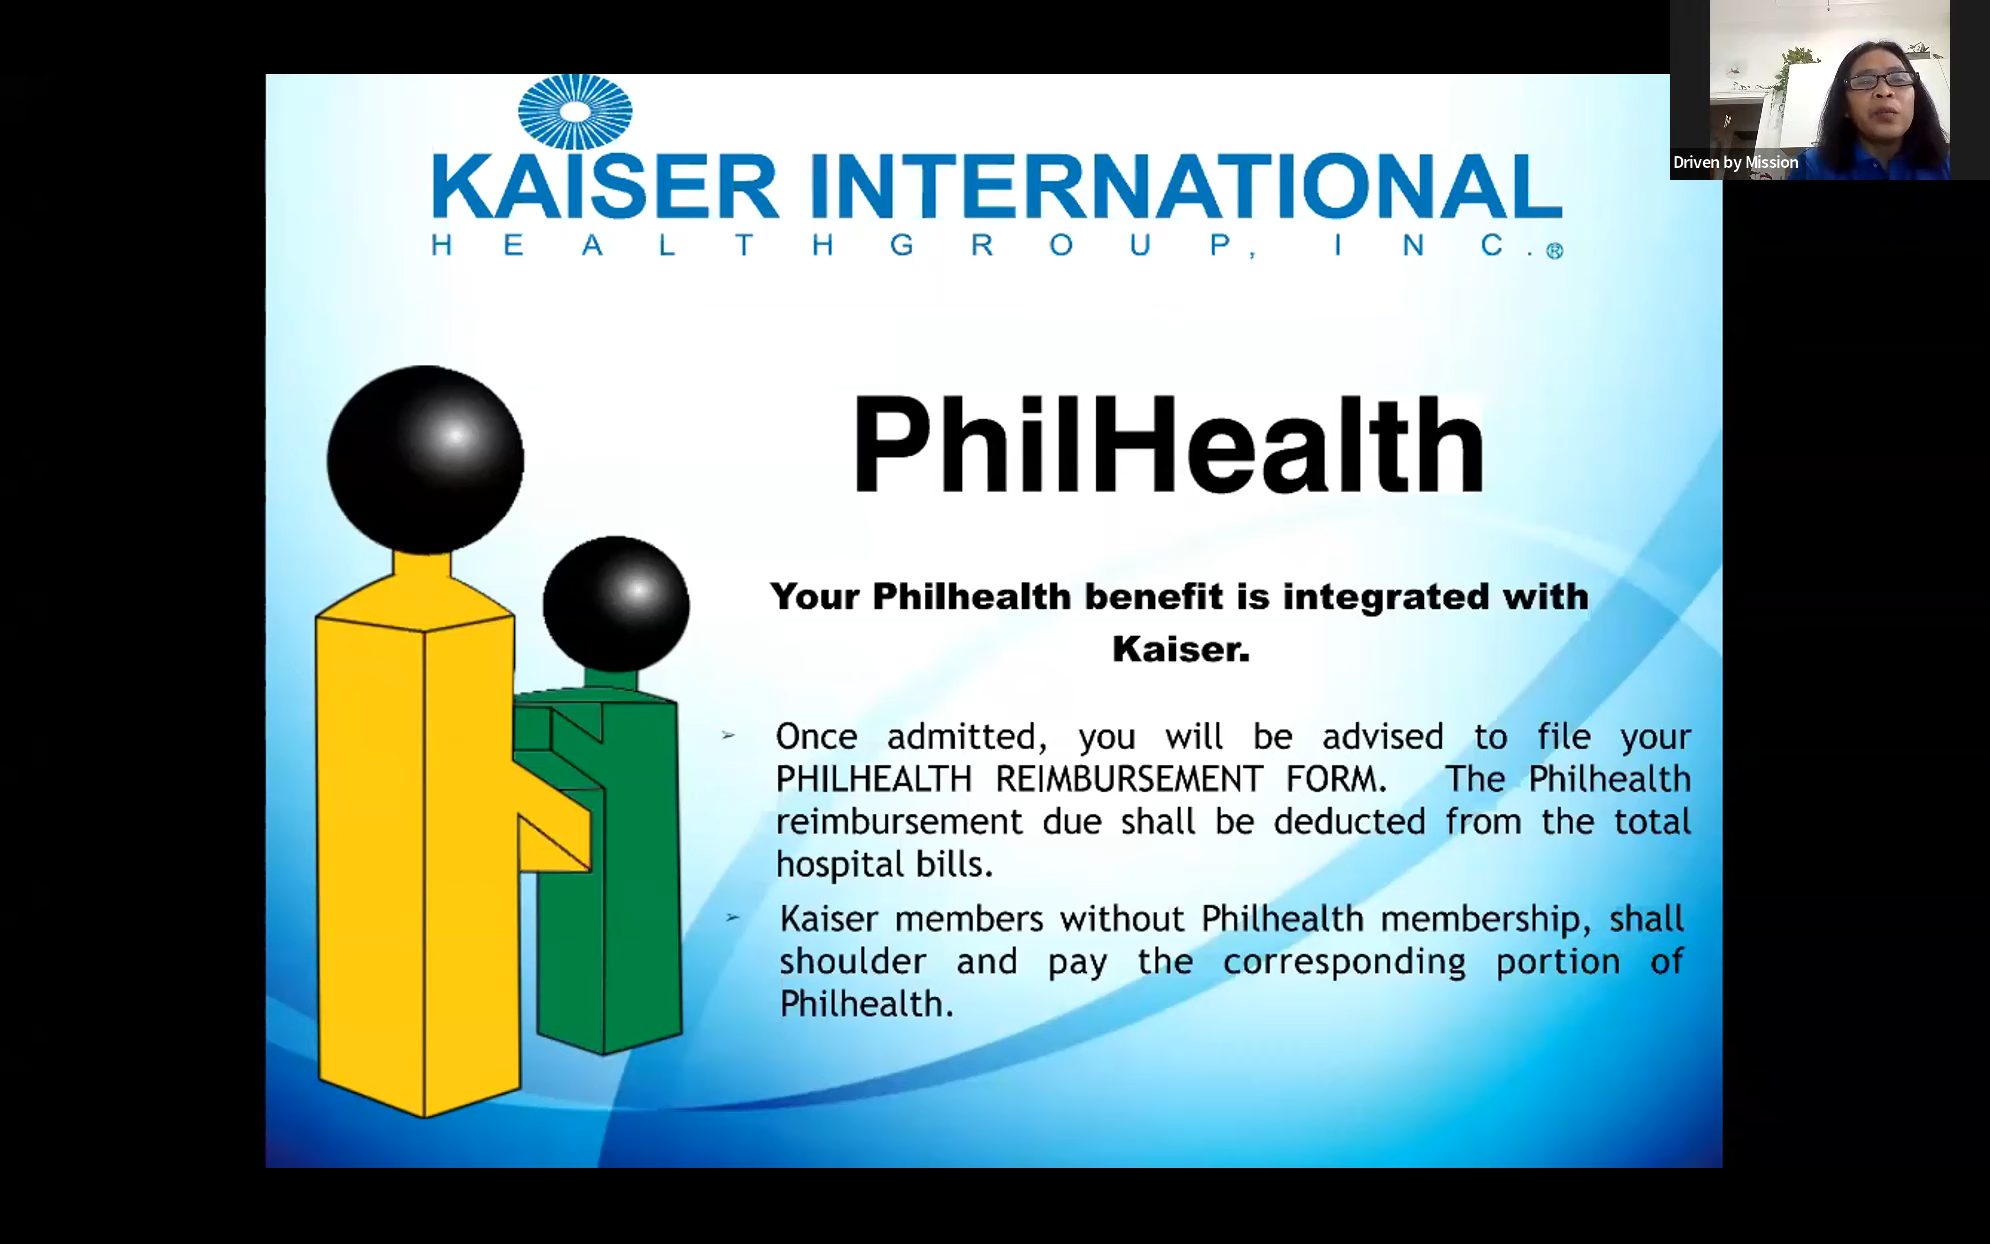 KAISER INTERNATIONAL
HEALTHGROUP, INC.®
Driven by Mission
PhilHealth
Your Philhealth benefit is integrated with
Kaiser.
➢ Once admitted, you will be advised to file your
PHILHEALTH REIMBURSEMENT FORM. The Philhealth
reimbursement due shall be deducted from the total
hospital bills.
➢ Kaiser members without Philhealth membership, shall
shoulder and pay the corresponding portion of
Philhealth.